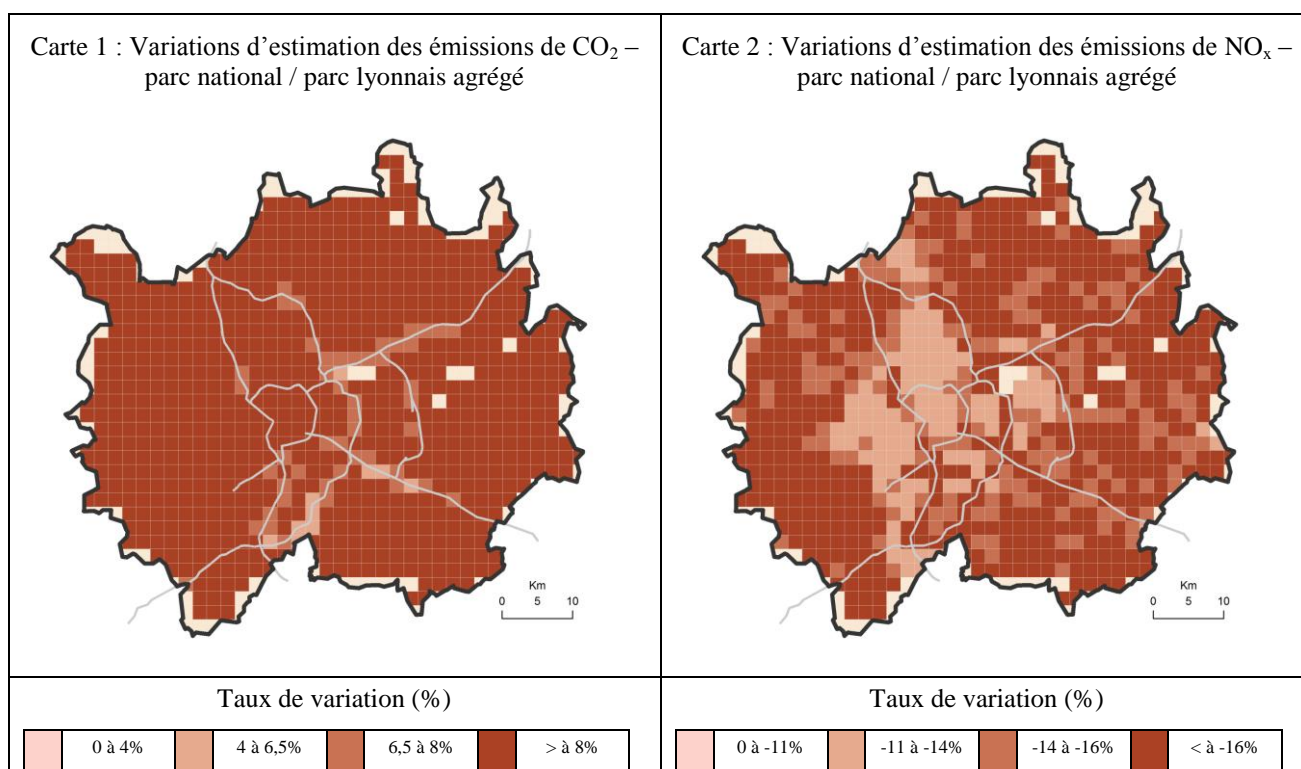 Carte 1 : Variations d’estimation des émissions de CO₂ –
parc national / parc lyonnais agrégé
Carte 2 : Variations d’estimation des émissions de NOₓ –
parc national / parc lyonnais agrégé
Km
0 5 10
Km
0 5 10
Taux de variation (%)
0 à 4% 4 à 6,5% 6,5 à 8% > à 8%
Taux de variation (%)
0 à -11% -11 à -14% -14 à -16% < à -16%